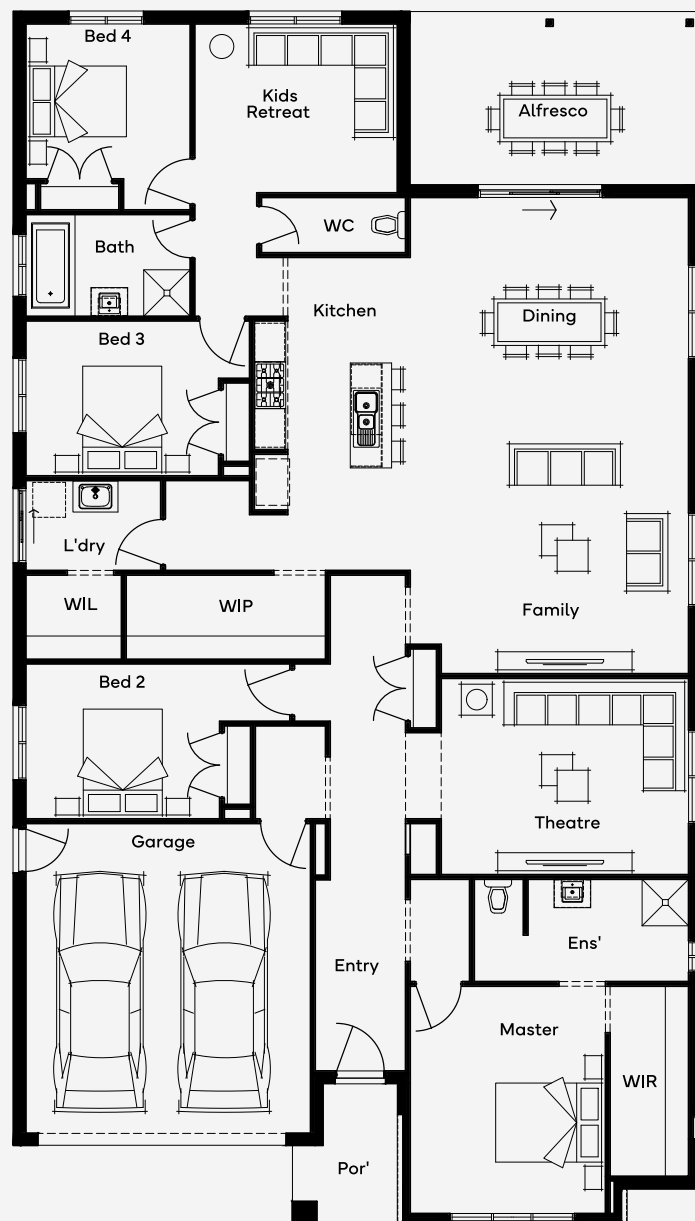 Bed 4
Kids
Retreat
Alfresco
WC
Bath
Kitchen
Dining
Bed 3
L'dry
WIL
WIP
Family
Bed 2
Theatre
Garage
Ens'
Entry
Master
WIR
Por'